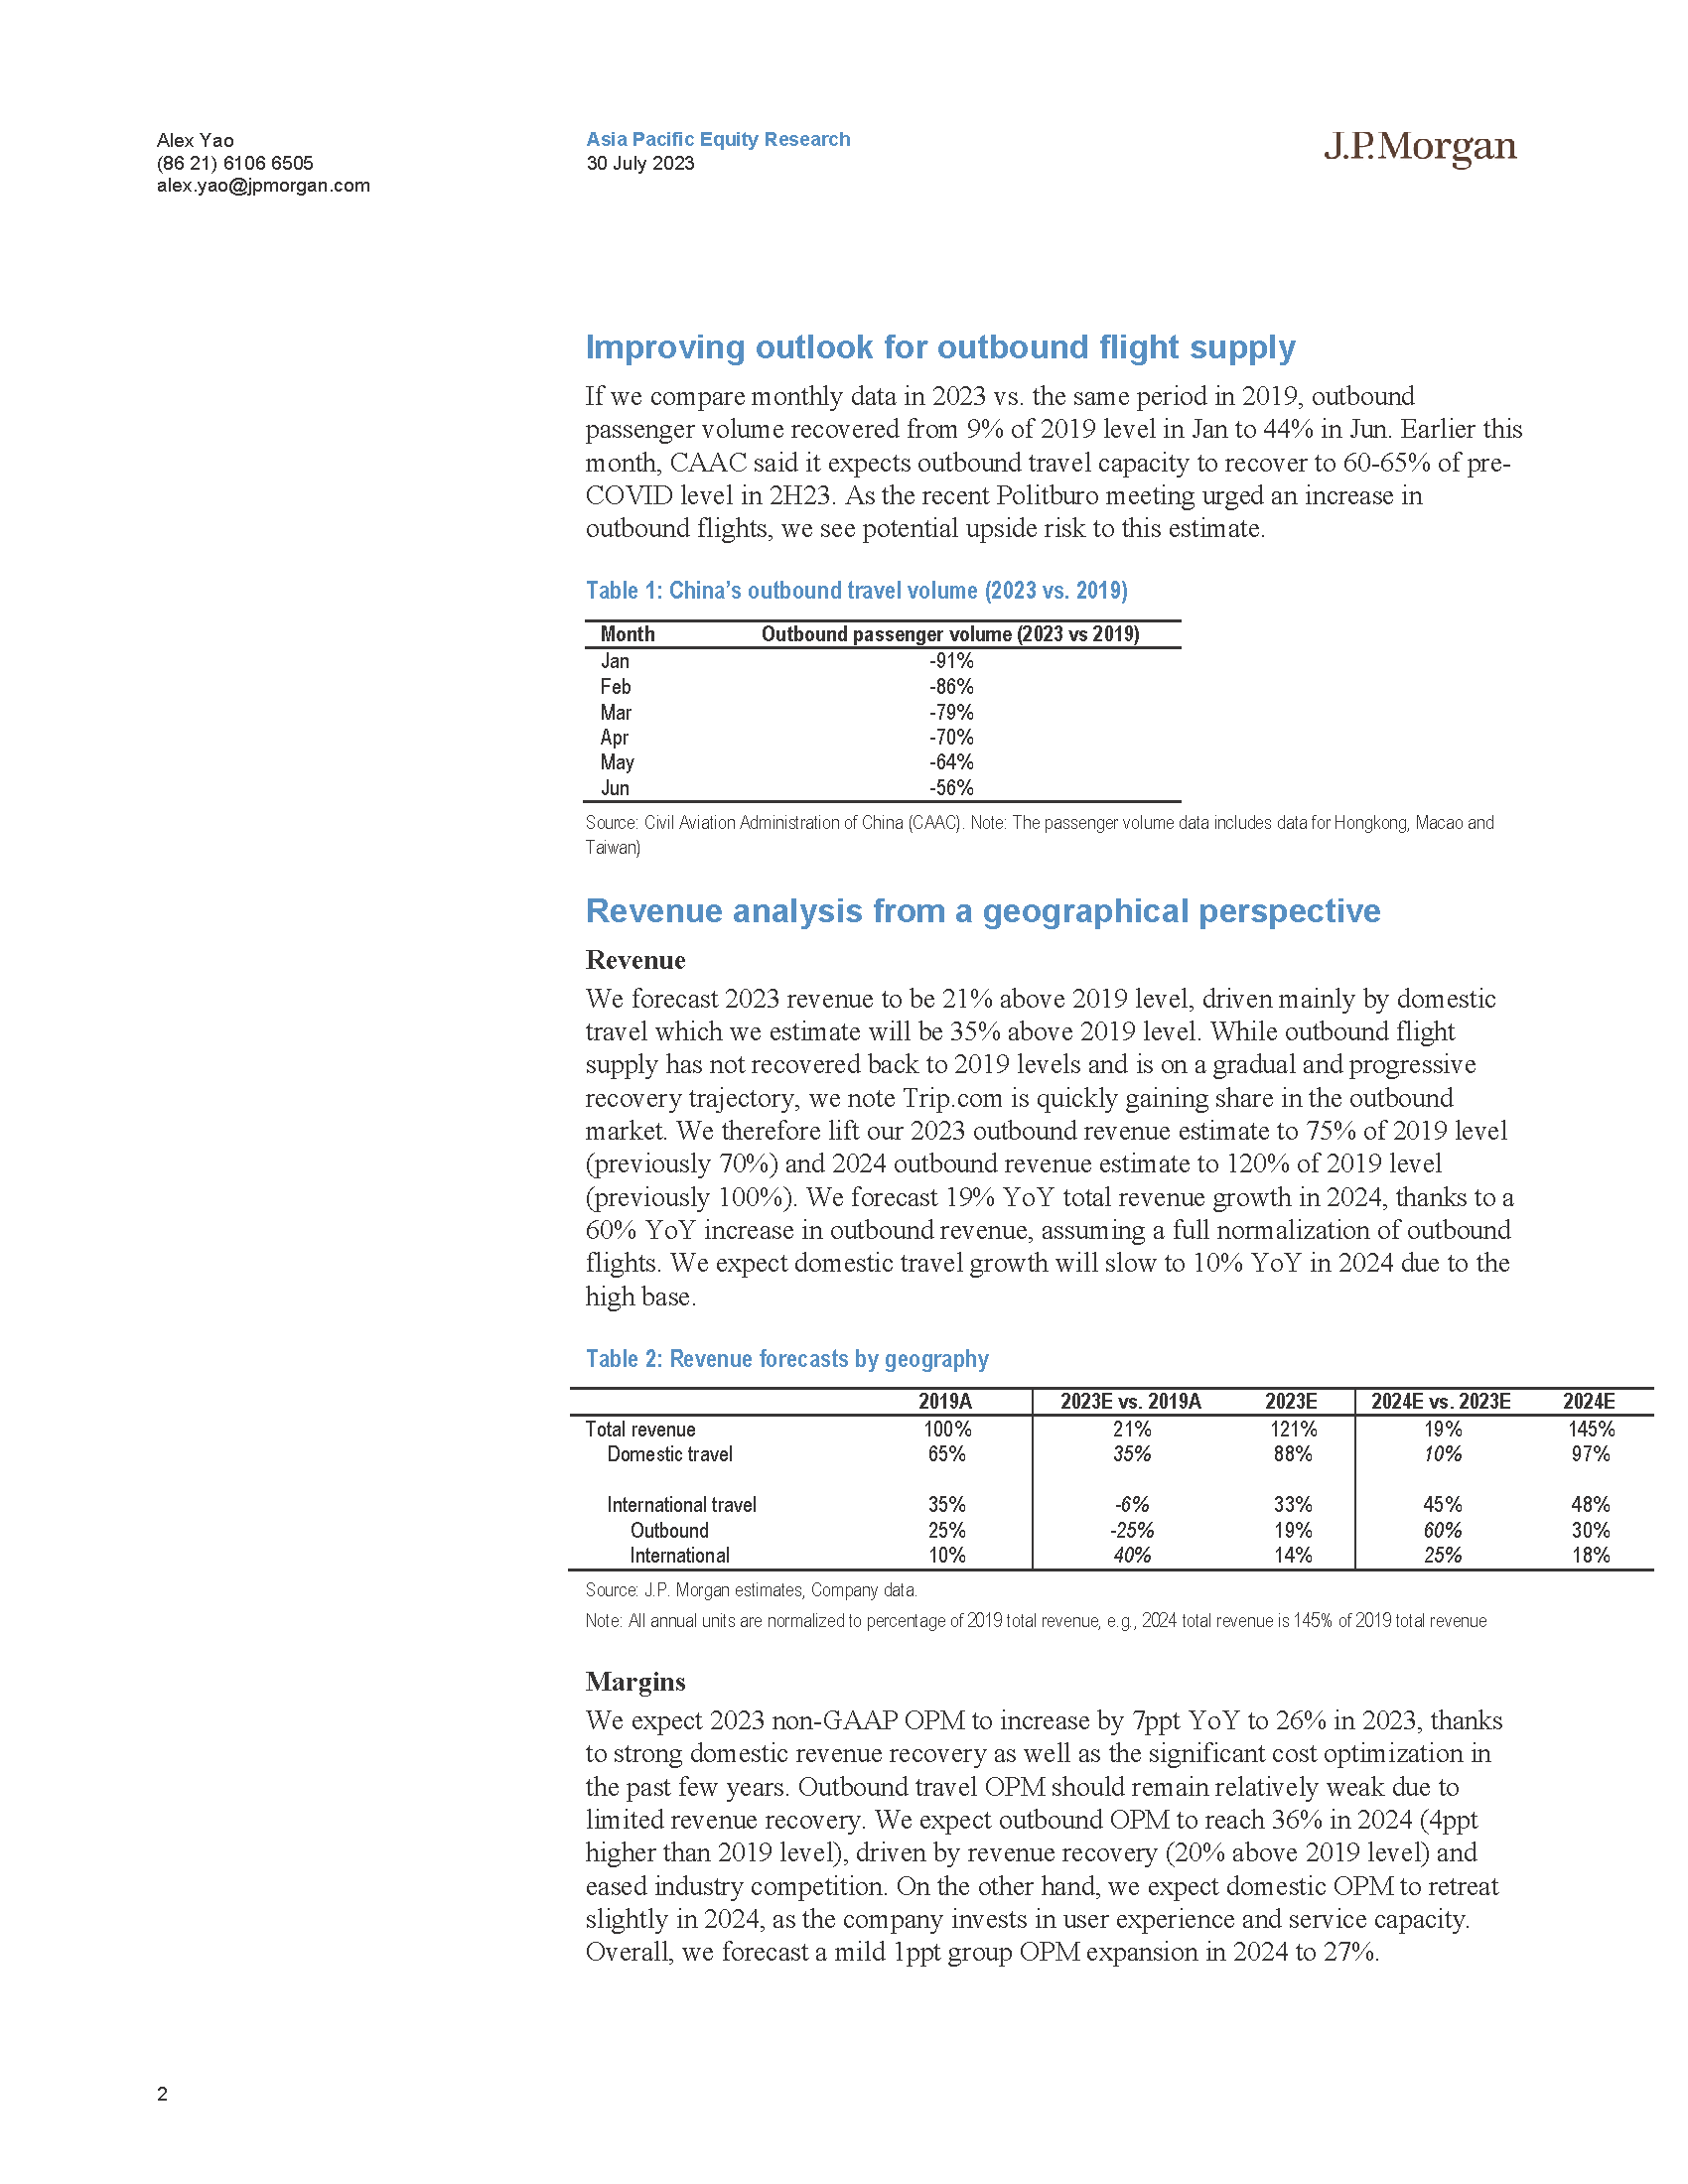 Alex Yao
(86 21) 6106 6505
alex.yao@jpmorgan.com
Asia Pacific Equity Research
30 July 2023
J.P.Morgan
Improving outlook for outbound flight supply
If we compare monthly data in 2023 vs. the same period in 2019, outbound
passenger volume recovered from 9% of 2019 level in Jan to 44% in Jun. Earlier this
month, CAAC said it expects outbound travel capacity to recover to 60-65% of pre-
COVID level in 2H23. As the recent Politburo meeting urged an increase in
outbound flights, we see potential upside risk to this estimate.
Table 1: China’s outbound travel volume (2023 vs. 2019)
Month Outbound passenger volume (2023 vs 2019)
Jan -91%
Feb -86%
Mar -79%
Apr -70%
May -64%
Jun -56%
Source: Civil Aviation Administration of China (CAAC). Note: The passenger volume data includes data for Hongkong, Macao and
Taiwan)
Revenue analysis from a geographical perspective
Revenue
We forecast 2023 revenue to be 21% above 2019 level, driven mainly by domestic
travel which we estimate will be 35% above 2019 level. While outbound flight
supply has not recovered back to 2019 levels and is on a gradual and progressive
recovery trajectory, we note Trip.com is quickly gaining share in the outbound
market. We therefore lift our 2023 outbound revenue estimate to 75% of 2019 level
(previously 70%) and 2024 outbound revenue estimate to 120% of 2019 level
(previously 100%). We forecast 19% YoY total revenue growth in 2024, thanks to a
60% YoY increase in outbound revenue, assuming a full normalization of outbound
flights. We expect domestic travel growth will slow to 10% YoY in 2024 due to the
high base.
Table 2: Revenue forecasts by geography
2019A 2023E vs. 2019A 2023E 2024E vs. 2023E 2024E
Total revenue 100% 21% 121% 19% 145%
Domestic travel 65% 35% 88% 10% 97%
International travel 35% -6% 33% 45% 48%
Outbound 25% -25% 19% 60% 30%
International 10% 40% 14% 25% 18%
Source: J.P. Morgan estimates, Company data.
Note: All annual units are normalized to percentage of 2019 total revenue, e.g., 2024 total revenue is 145% of 2019 total revenue
Margins
We expect 2023 non-GAAP OPM to increase by 7ppt YoY to 26% in 2023, thanks
to strong domestic revenue recovery as well as the significant cost optimization in
the past few years. Outbound travel OPM should remain relatively weak due to
limited revenue recovery. We expect outbound OPM to reach 36% in 2024 (4ppt
higher than 2019 level), driven by revenue recovery (20% above 2019 level) and
eased industry competition. On the other hand, we expect domestic OPM to retreat
slightly in 2024, as the company invests in user experience and service capacity.
Overall, we forecast a mild 1ppt group OPM expansion in 2024 to 27%.
2